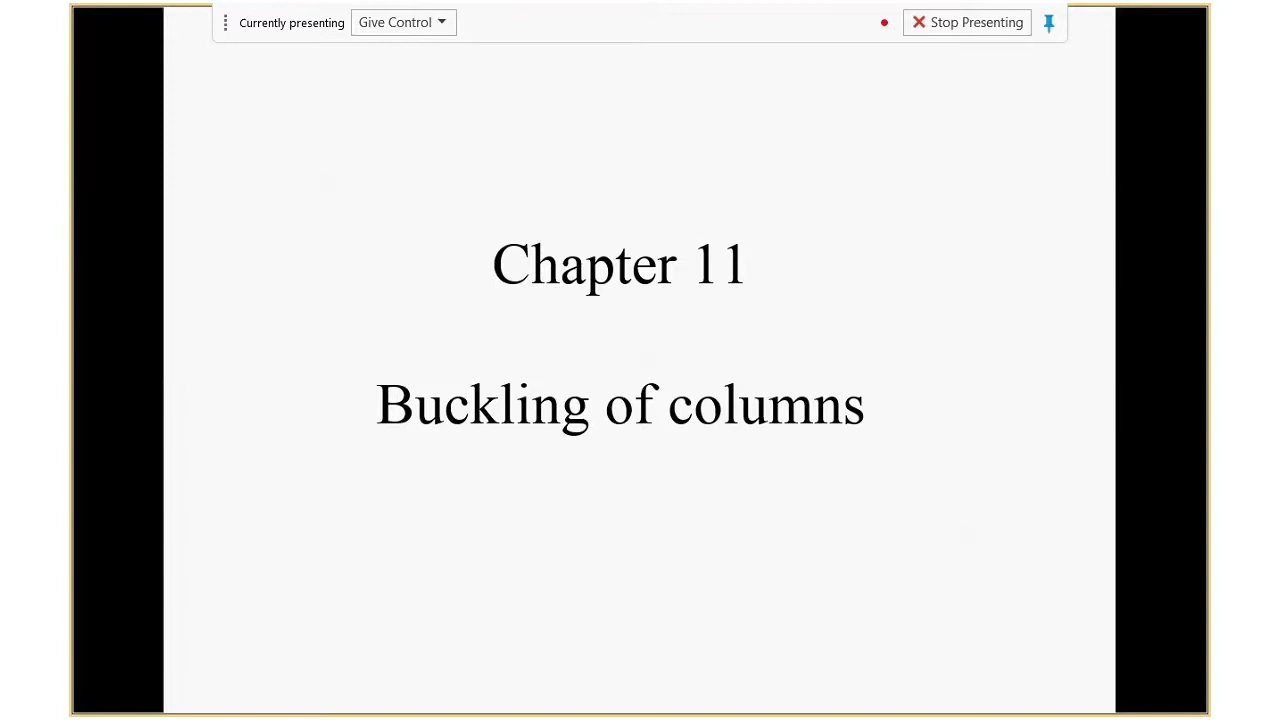 Currently presenting Give Control Stop Presenting
Chapter 11
Buckling of columns